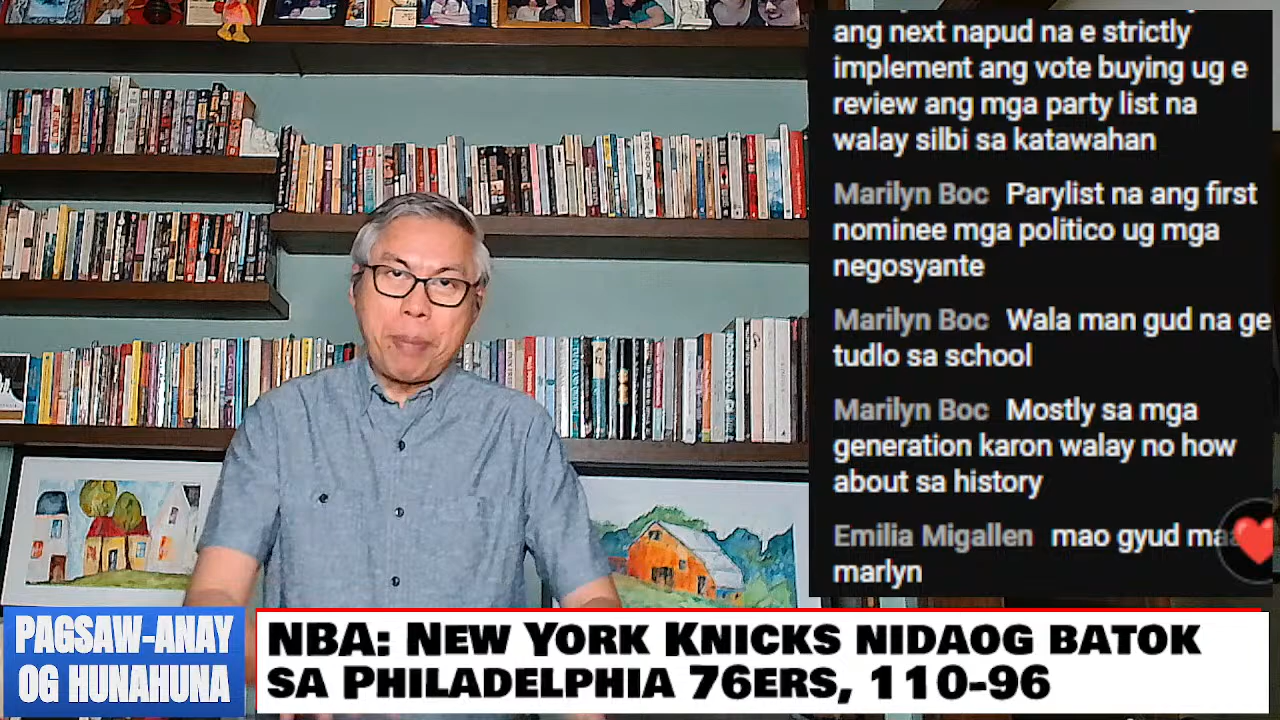 ang next napud na e strictly
implement ang vote buying ug e
review ang mga party list na
walay silbi sa katawahan
Marilyn Boc Parylist na ang first
nominee mga politico ug mga
negosyante
Marilyn Boc Wala man gud na ge
tudlo sa school
Marilyn Boc Mostly sa mga
generation karon walay no how
about sa history
Emilia Migallen mao gyud
marlyn
PAGSAW-ANAY
OG HUNAHUNA
NBA: New York Knicks nidaog batok
sa Philadelphia 76ers, 110-96